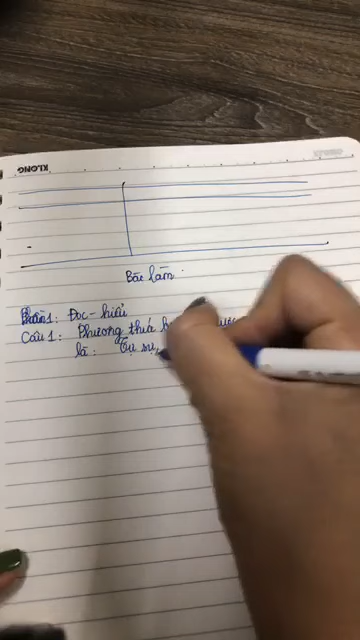 KLONG
Bài làm
Phần 1: Đọc - hiểu
Câu 1: Phương thức
là: Tự sự,